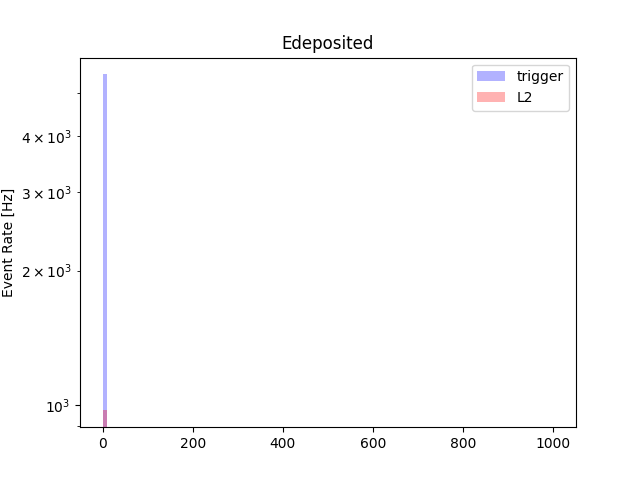 Edeposited
trigger
L2
Event Rate [Hz]
4 × 10³
3 × 10³
2 × 10³
10³
0 200 400 600 800 1000